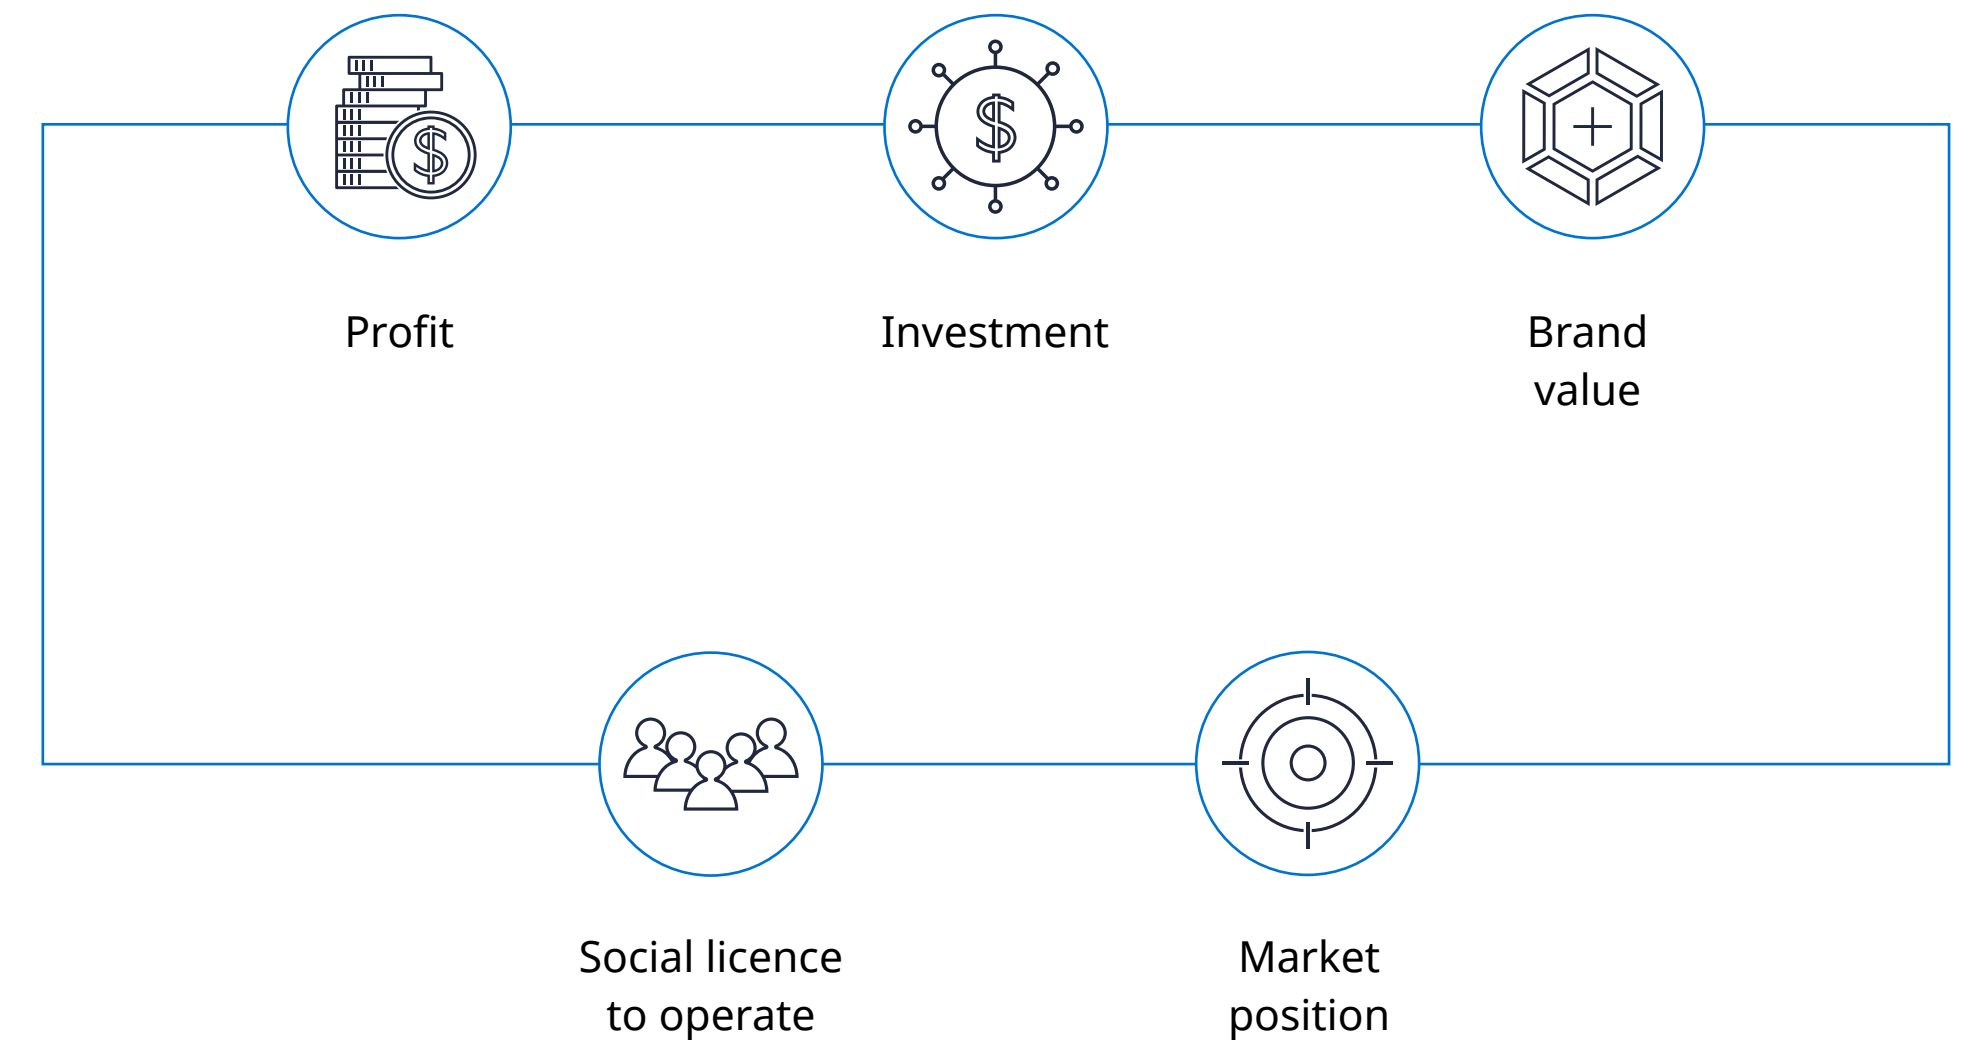 Profit
Investment
Brand
value
Social licence
to operate
Market
position